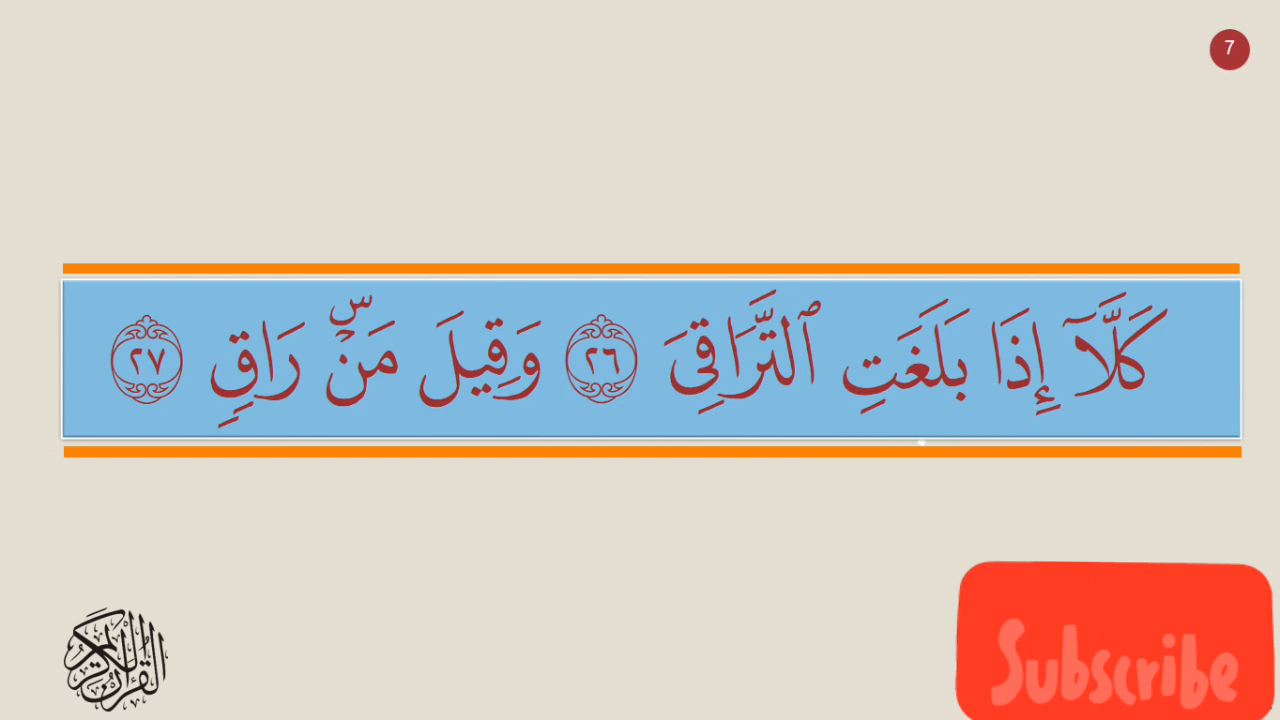 7
كَلَّآ إِذَا بَلَغَتِ ٱلتَّرَاقِىَ ٢٦ وَقِيلَ مَنْۜ رَاقٍ ٢٧
القرآن الكريم
Subscribe